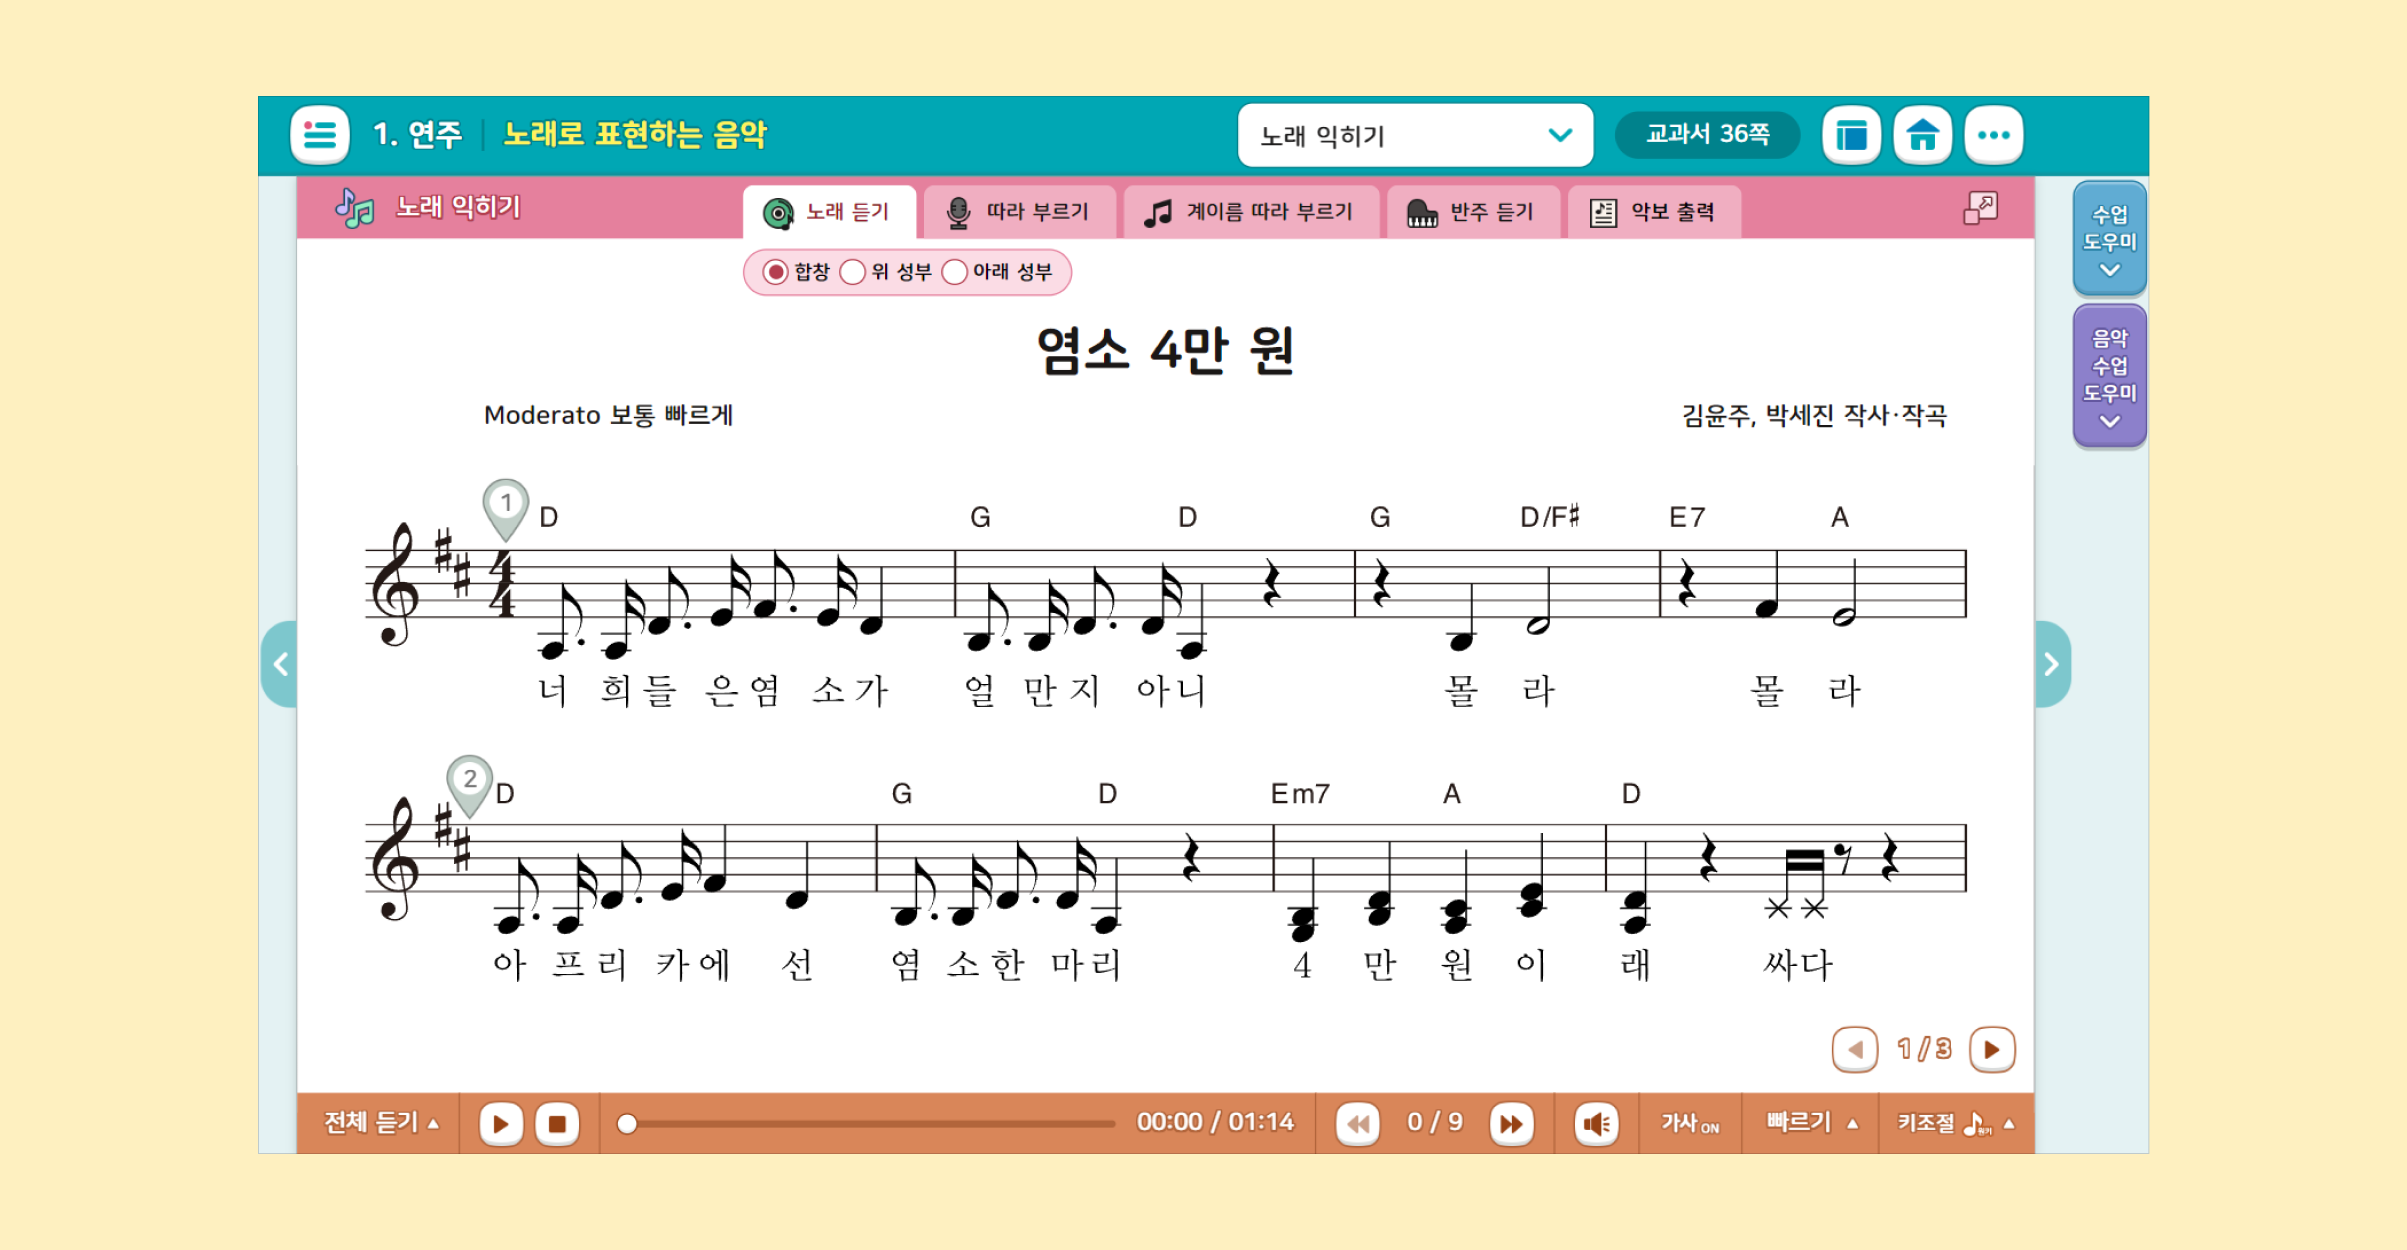 1. 연주 노래로 표현하는 음악 노래 익히기 교과서 36쪽
노래 익히기 노래 듣기 따라 부르기 계이름 따라 부르기 반주 듣기 악보 출력
합창 위 성부 아래 성부
수업
도우미
음악
수업
도우미
염소 4만 원
Moderato 보통 빠르게 김윤주, 박세진 작사·작곡
1 D G D G D/F♯ E7 A
4
4
너 희 들 은 염 소 가 얼 만 지 아 니 몰 라 몰 라
2 D G D Em7 A D
아 프 리 카 에 선 염 소 한 마 리 4 만 원 이 래 싸다
1/3
전체 듣기 00:00 / 01:14 0 / 9 가사 ON 빠르기 키조절 원키